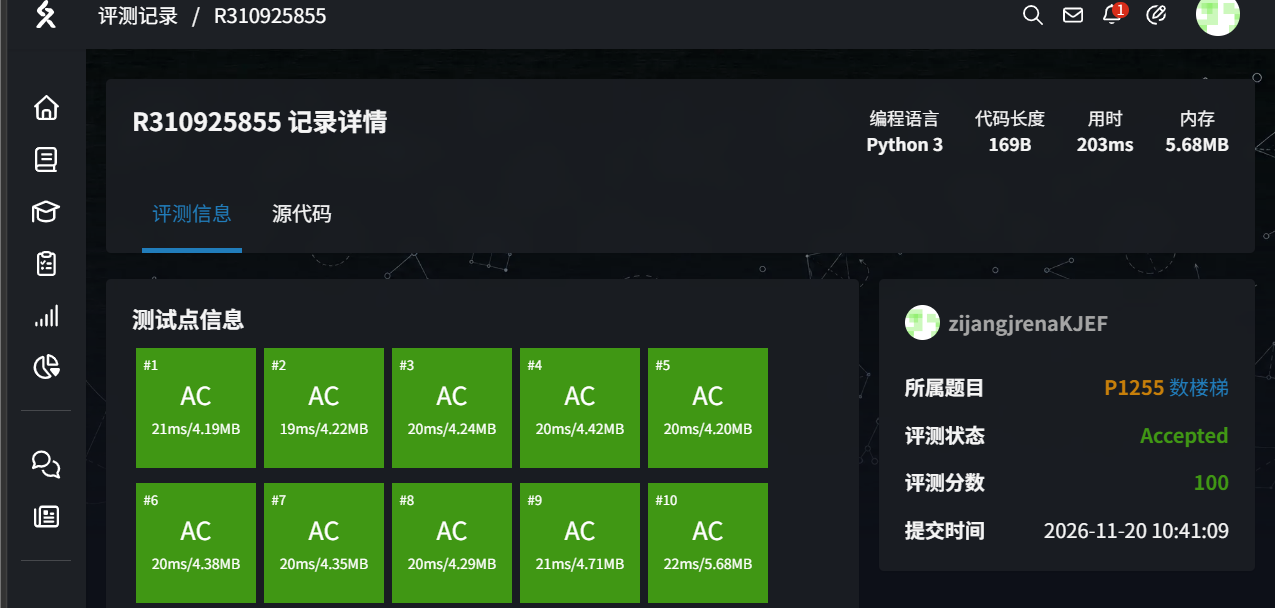 评测记录 / R310925855
1
R310925855 记录详情
编程语言 代码长度 用时 内存
Python 3 169B 203ms 5.68MB
评测信息 源代码
测试点信息
#1 #2 #3 #4 #5
AC AC AC AC AC
21ms/4.19MB 19ms/4.22MB 20ms/4.24MB 20ms/4.42MB 20ms/4.20MB
#6 #7 #8 #9 #10
AC AC AC AC AC
20ms/4.38MB 20ms/4.35MB 20ms/4.29MB 21ms/4.71MB 22ms/5.68MB
zijangjrenaKJEF
所属题目 P1255 数楼梯
评测状态 Accepted
评测分数 100
提交时间 2026-11-20 10:41:09